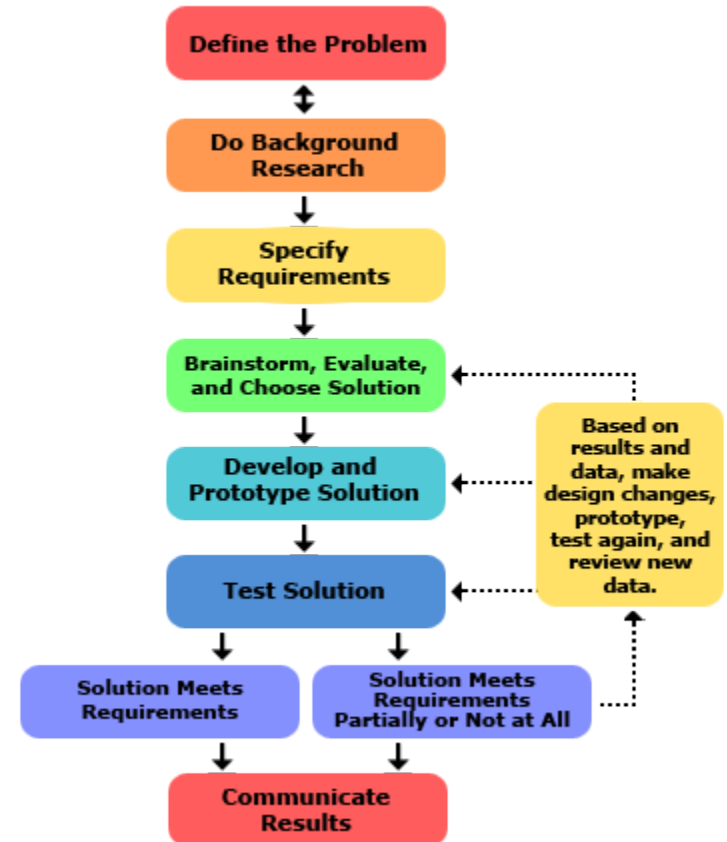 Define the Problem
Do Background
Research
Specify
Requirements
Brainstorm, Evaluate,
and Choose Solution
Based on
results and
data, make
design changes,
prototype,
test again, and
review new
data.
Develop and
Prototype Solution
Test Solution
Solution Meets
Requirements
Solution Meets
Requirements
Partially or Not at All
Communicate
Results